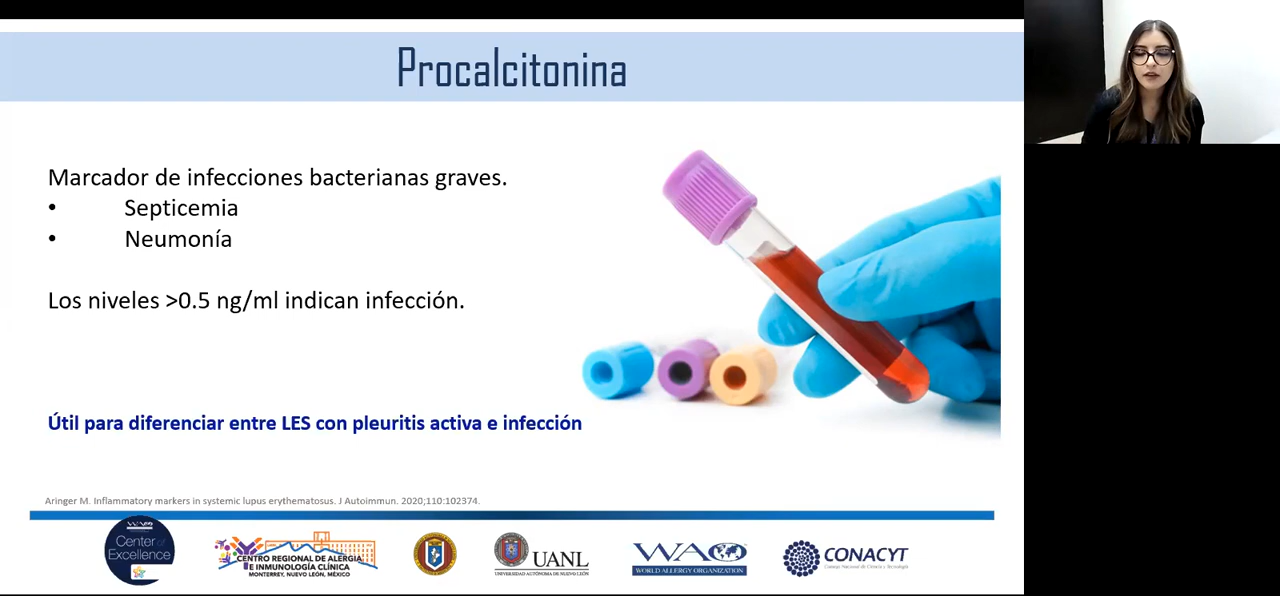 Procalcitonina
Marcador de infecciones bacterianas graves.
• Septicemia
• Neumonía
Los niveles >0.5 ng/ml indican infección.
Útil para diferenciar entre LES con pleuritis activa e infección
Aringer M. Inflammatory markers in systemic lupus erythematosus. J Autoimmun. 2020;110:102374.
WAO
Center of
Excellence
CENTRO REGIONAL DE ALERGIA
E INMUNOLOGÍA CLÍNICA
MONTERREY, NUEVO LEÓN, MÉXICO
UANL
UNIVERSIDAD AUTÓNOMA DE NUEVO LEÓN
WAO
WORLD ALLERGY ORGANIZATION
CONACYT
Consejo Nacional de Ciencia y Tecnología